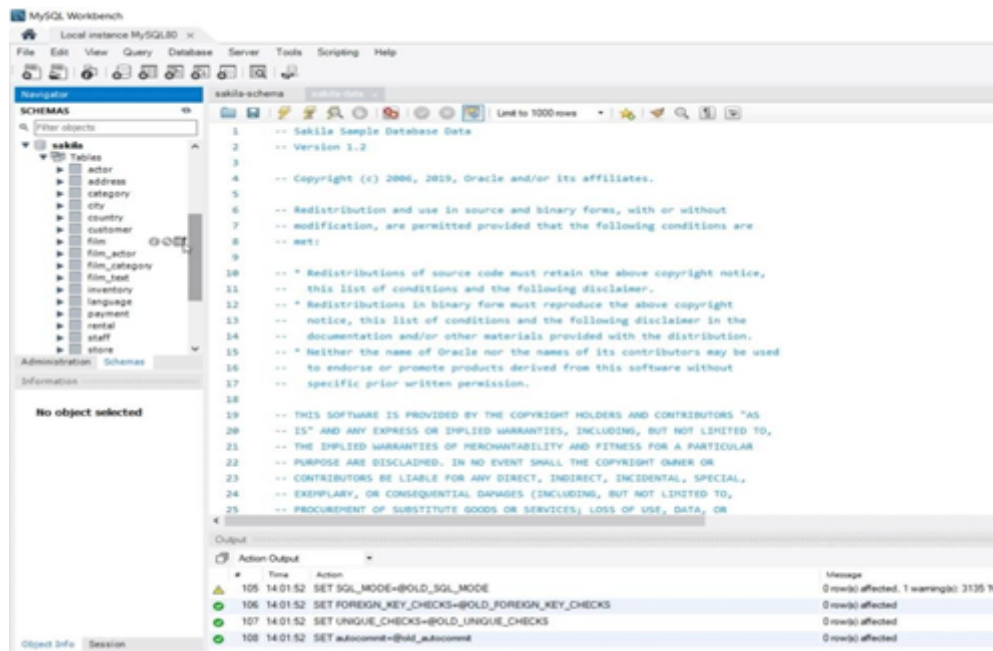 MySQL Workbench
Local instance MySQL80 ×
File Edit View Query Database Server Tools Scripting Help
Navigator
SCHEMAS
Filter objects
sakila
Tables
actor
address
category
city
country
customer
film
film_actor
film_category
film_text
inventory
language
payment
rental
staff
store
Administration Schemas
Information
No object selected
Object Info Session
sakila-schema sakila-data ×
Limit to 1000 rows
1 -- Sakila Sample Database Data
2 -- Version 1.2
3
4 -- Copyright (c) 2006, 2019, Oracle and/or its affiliates.
5
6 -- Redistribution and use in source and binary forms, with or without
7 -- modification, are permitted provided that the following conditions are
8 -- met:
9
10 -- * Redistributions of source code must retain the above copyright notice,
11 -- this list of conditions and the following disclaimer.
12 -- * Redistributions in binary form must reproduce the above copyright
13 -- notice, this list of conditions and the following disclaimer in the
14 -- documentation and/or other materials provided with the distribution.
15 -- * Neither the name of Oracle nor the names of its contributors may be used
16 -- to endorse or promote products derived from this software without
17 -- specific prior written permission.
18
19 -- THIS SOFTWARE IS PROVIDED BY THE COPYRIGHT HOLDERS AND CONTRIBUTORS "AS
20 -- IS" AND ANY EXPRESS OR IMPLIED WARRANTIES, INCLUDING, BUT NOT LIMITED TO,
21 -- THE IMPLIED WARRANTIES OF MERCHANTABILITY AND FITNESS FOR A PARTICULAR
22 -- PURPOSE ARE DISCLAIMED. IN NO EVENT SHALL THE COPYRIGHT OWNER OR
23 -- CONTRIBUTORS BE LIABLE FOR ANY DIRECT, INDIRECT, INCIDENTAL, SPECIAL,
24 -- EXEMPLARY, OR CONSEQUENTIAL DAMAGES (INCLUDING, BUT NOT LIMITED TO,
25 -- PROCUREMENT OF SUBSTITUTE GOODS OR SERVICES; LOSS OF USE, DATA, OR
Output
Action Output
# Time Action Message
105 14:01:52 SET SQL_MODE=@OLD_SQL_MODE 0 row(s) affected, 1 warning(s): 3135
106 14:01:52 SET FOREIGN_KEY_CHECKS=@OLD_FOREIGN_KEY_CHECKS 0 row(s) affected
107 14:01:52 SET UNIQUE_CHECKS=@OLD_UNIQUE_CHECKS 0 row(s) affected
108 14:01:52 SET autocommit=@old_autocommit 0 row(s) affected